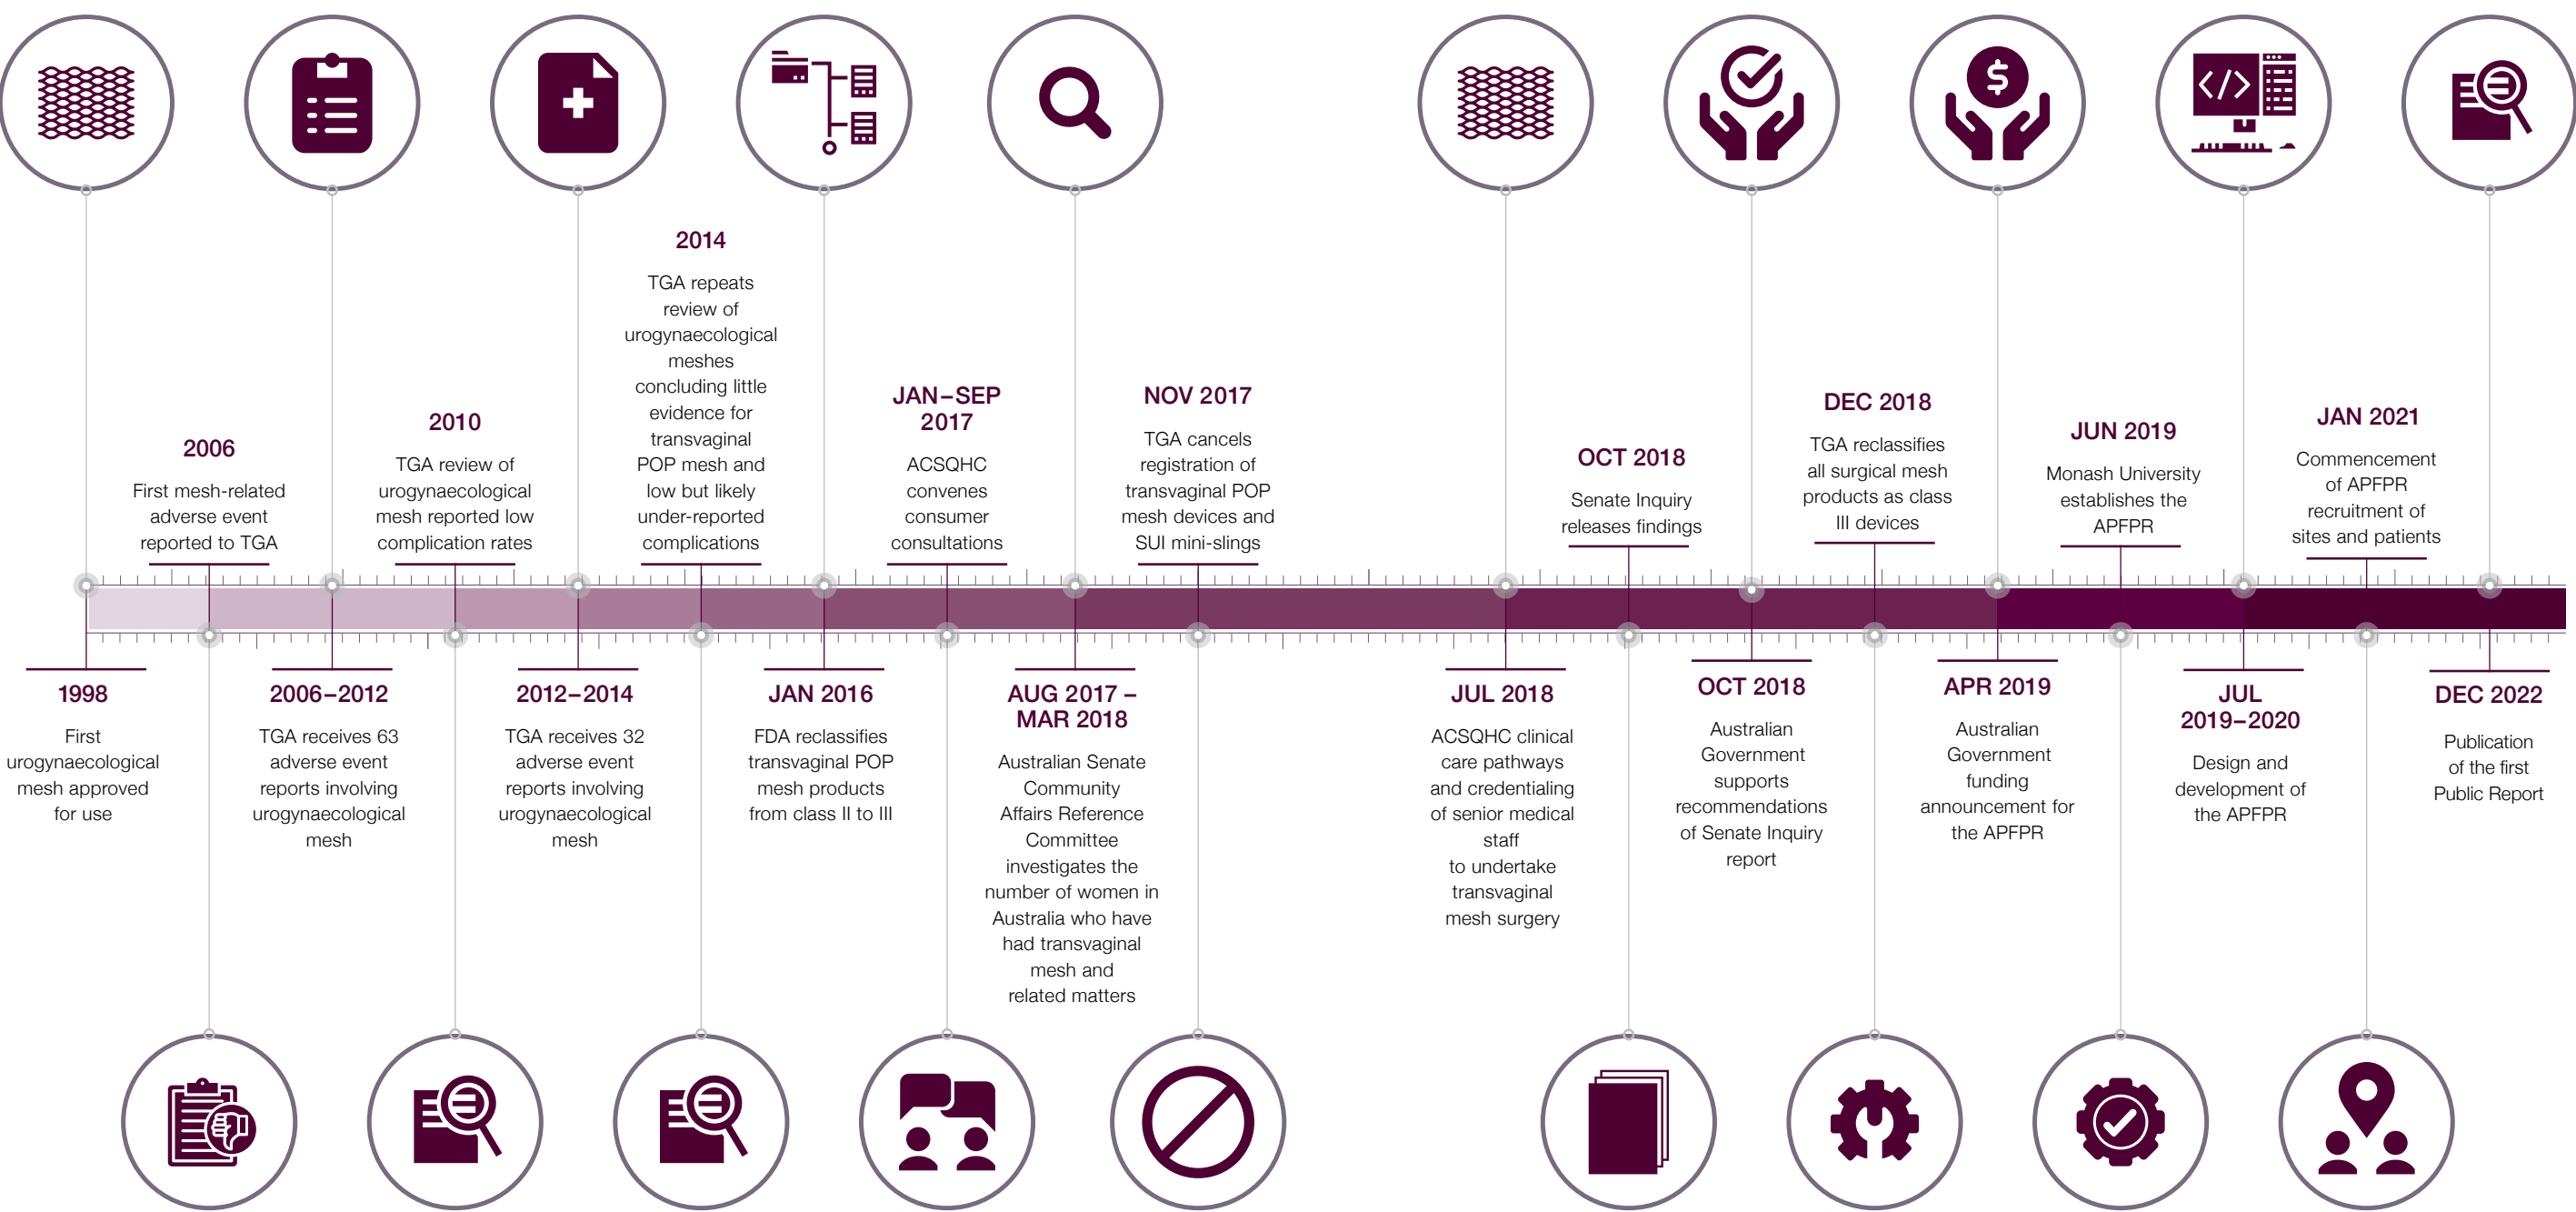 1998
First
urogynaecological
mesh approved
for use
2006
First mesh-related
adverse event
reported to TGA
2006–2012
TGA receives 63
adverse event
reports involving
urogynaecological
mesh
2010
TGA review of
urogynaecological
mesh reported low
complication rates
2012–2014
TGA receives 32
adverse event
reports involving
urogynaecological
mesh
2014
TGA repeats
review of
urogynaecological
meshes
concluding little
evidence for
transvaginal
POP mesh and
low but likely
under-reported
complications
JAN 2016
FDA reclassifies
transvaginal POP
mesh products
from class II to III
JAN–SEP
2017
ACSQHC
convenes
consumer
consultations
AUG 2017 –
MAR 2018
Australian Senate
Community
Affairs Reference
Committee
investigates the
number of women in
Australia who have
had transvaginal
mesh and
related matters
NOV 2017
TGA cancels
registration of
transvaginal POP
mesh devices and
SUI mini-slings
JUL 2018
ACSQHC clinical
care pathways
and credentialing
of senior medical
staff
to undertake
transvaginal
mesh surgery
OCT 2018
Senate Inquiry
releases findings
OCT 2018
Australian
Government
supports
recommendations
of Senate Inquiry
report
DEC 2018
TGA reclassifies
all surgical mesh
products as class
III devices
APR 2019
Australian
Government
funding
announcement for
the APFPR
JUN 2019
Monash University
establishes the
APFPR
JUL
2019–2020
Design and
development of
the APFPR
JAN 2021
Commencement
of APFPR
recruitment of
sites and patients
DEC 2022
Publication
of the first
Public Report